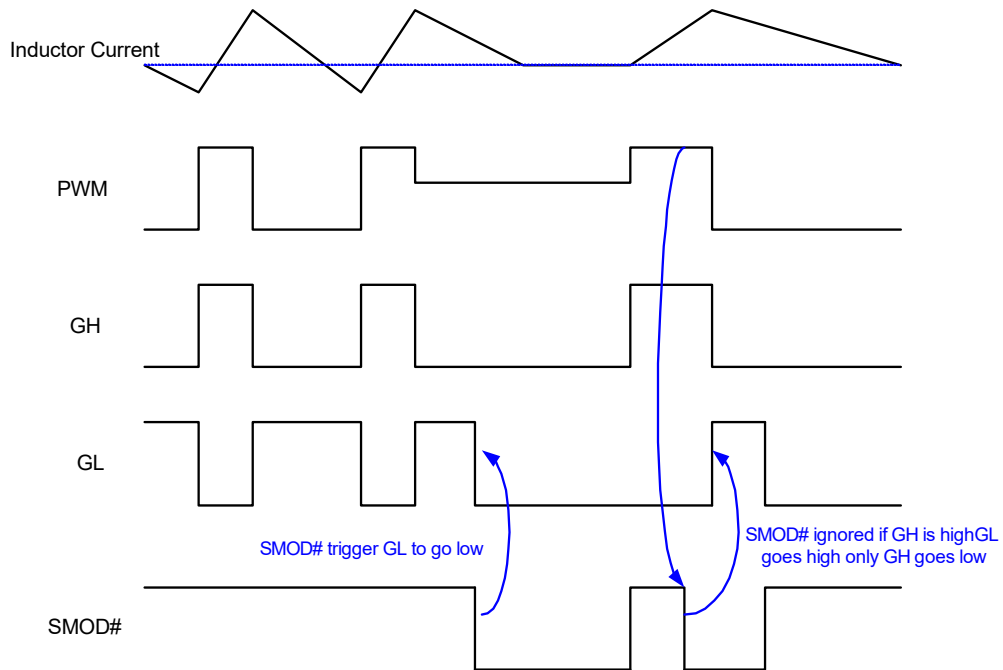 Inductor Current
PWM
GH
GL
SMOD# trigger GL to go low
SMOD# ignored if GH is highGL
goes high only GH goes low
SMOD#